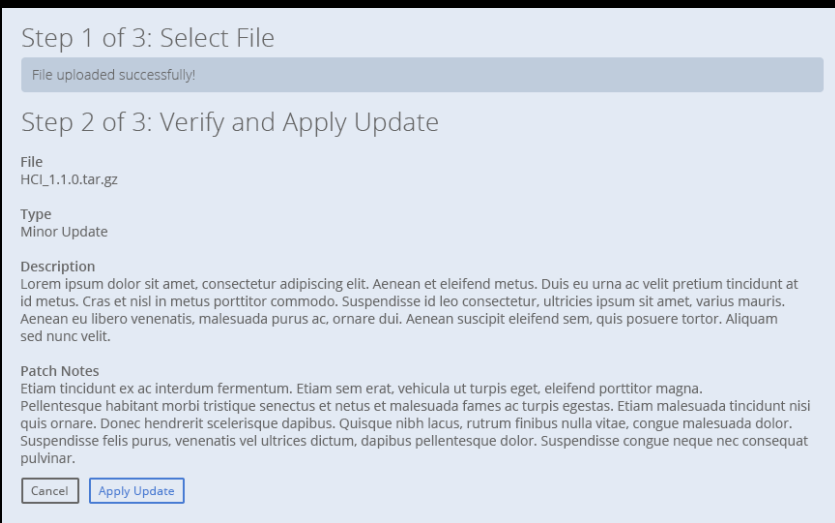 Step 1 of 3: Select File
File uploaded successfully!
Step 2 of 3: Verify and Apply Update
File
HCI_1.1.0.tar.gz
Type
Minor Update
Description
Lorem ipsum dolor sit amet, consectetur adipiscing elit. Aenean et eleifend metus. Duis eu urna ac velit pretium tincidunt at
id metus. Cras et nisl in metus porttitor commodo. Suspendisse id leo consectetur, ultricies ipsum sit amet, varius mauris.
Aenean eu libero venenatis, malesuada purus ac, ornare dui. Aenean suscipit eleifend sem, quis posuere tortor. Aliquam
sed nunc velit.
Patch Notes
Etiam tincidunt ex ac interdum fermentum. Etiam sem erat, vehicula ut turpis eget, eleifend porttitor magna.
Pellentesque habitant morbi tristique senectus et netus et malesuada fames ac turpis egestas. Etiam malesuada tincidunt nisi
quis ornare. Donec hendrerit scelerisque dapibus. Quisque nibh lacus, rutrum finibus nulla vitae, congue malesuada dolor.
Suspendisse felis purus, venenatis vel ultrices dictum, dapibus pellentesque dolor. Suspendisse congue neque nec consequat
pulvinar.
Cancel Apply Update